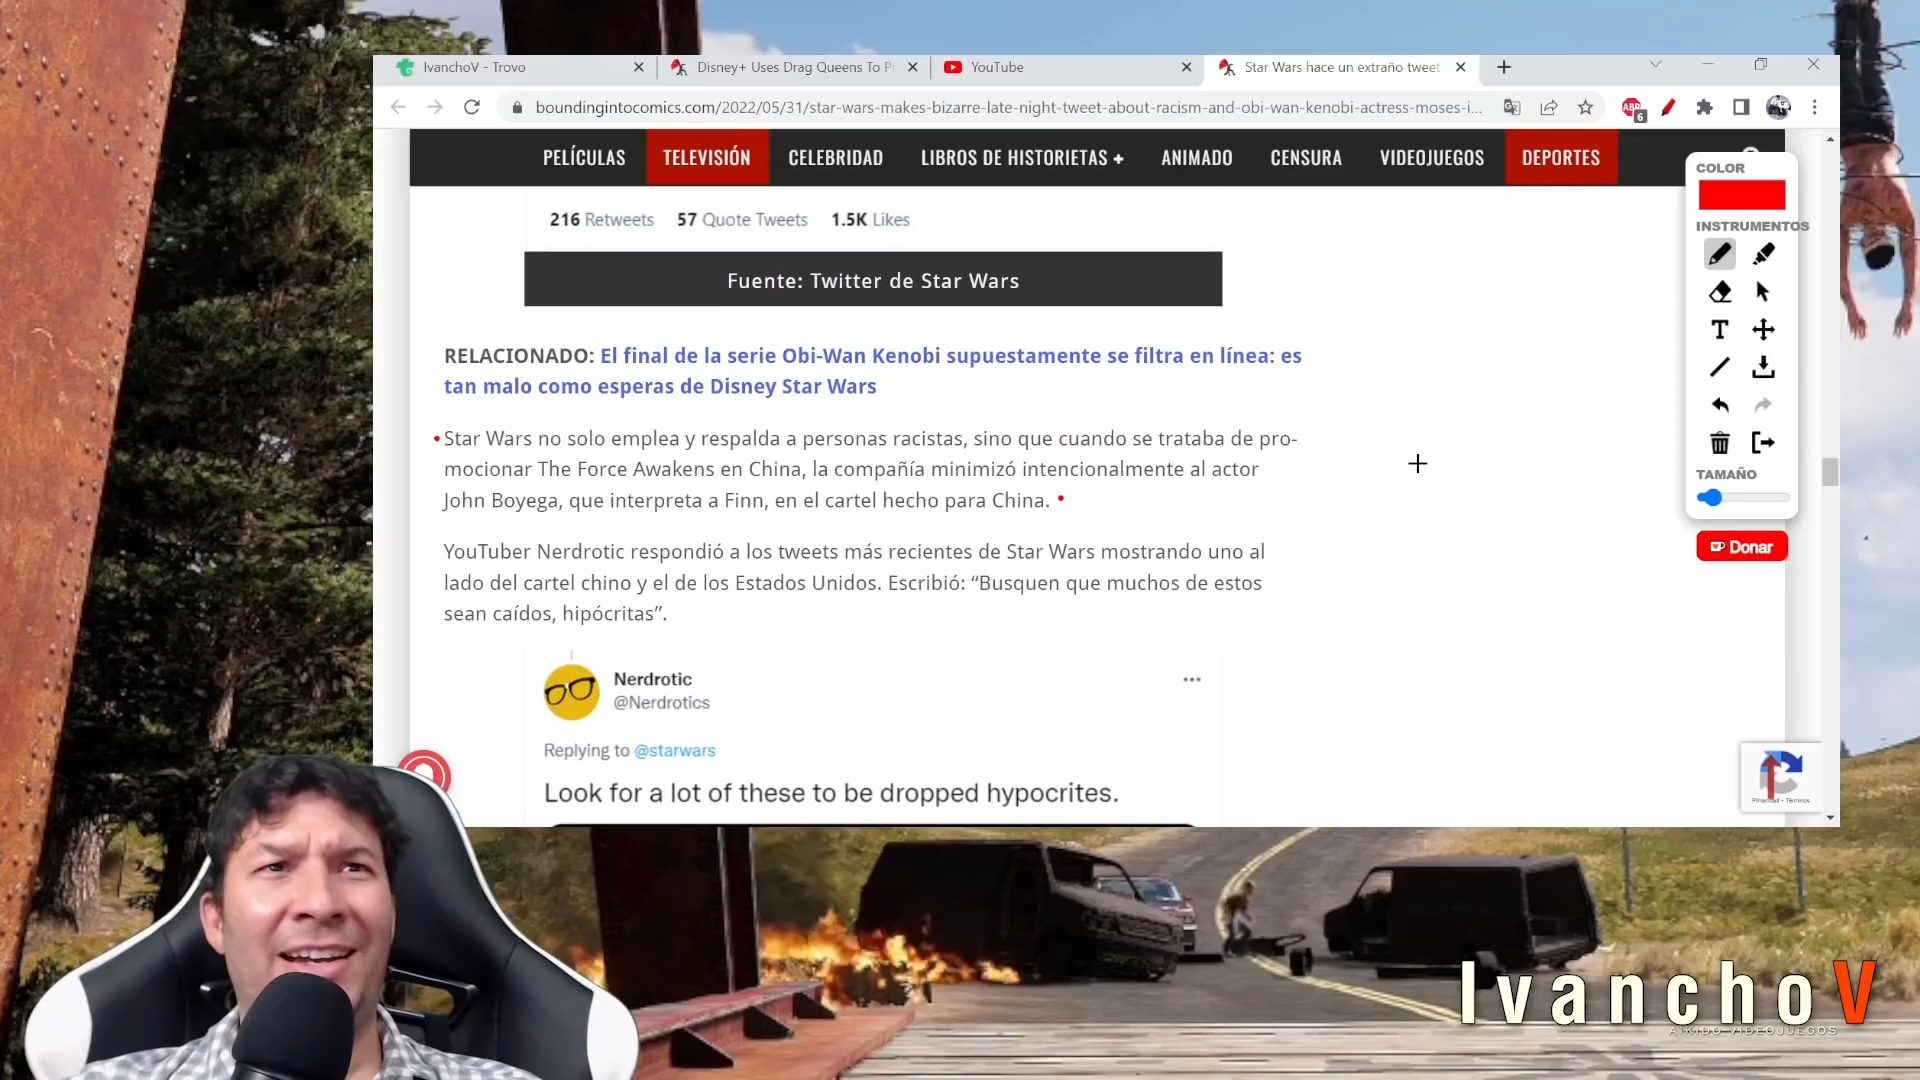 IvanchoV - Trovo
Disney+ Uses Drag Queens To Pr
YouTube
Star Wars hace un extraño tweet
boundingintocomics.com/2022/05/31/star-wars-makes-bizarre-late-night-tweet-about-racism-and-obi-wan-kenobi-actress-moses-i...
ABP
6
PELÍCULAS TELEVISIÓN CELEBRIDAD LIBROS DE HISTORIETAS + ANIMADO CENSURA VIDEOJUEGOS DEPORTES
COLOR
INSTRUMENTOS
TAMAÑO
Donar
216 Retweets 57 Quote Tweets 1.5K Likes
Fuente: Twitter de Star Wars
RELACIONADO: El final de la serie Obi-Wan Kenobi supuestamente se filtra en línea: es
tan malo como esperas de Disney Star Wars
Star Wars no solo emplea y respalda a personas racistas, sino que cuando se trataba de pro-
mocionar The Force Awakens en China, la compañía minimizó intencionalmente al actor
John Boyega, que interpreta a Finn, en el cartel hecho para China.
YouTuber Nerdrotic respondió a los tweets más recientes de Star Wars mostrando uno al
lado del cartel chino y el de los Estados Unidos. Escribió: “Busquen que muchos de estos
sean caídos, hipócritas”.
Nerdrotic
@Nerdrotics
Replying to @starwars
Look for a lot of these to be dropped hypocrites.
Privacidad - Términos
IvanchoV
AIKIDO VIDEOJUEGOS